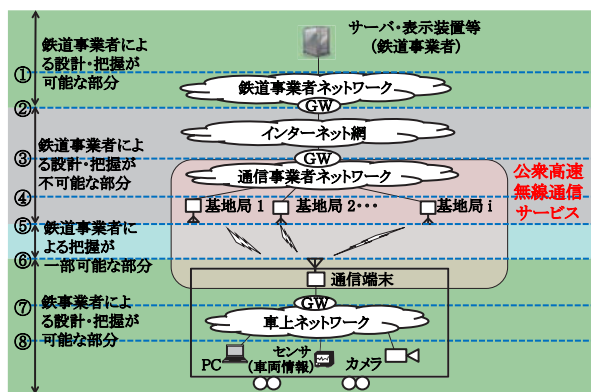 サーバ・表示装置等
(鉄道事業者)
鉄道事業者によ
る設計・把握が
可能な部分
①
鉄道事業者ネットワーク
②
GW
インターネット網
③
GW
鉄道事業者によ
る設計・把握が
不可能な部分
通信事業者ネットワーク
公衆高速
無線通信
サービス
④
基地局 1
基地局 2・・・
基地局 i
⑤
鉄道事業者に
よる把握が
一部可能な部分
⑥
通信端末
⑦
GW
鉄事業者によ
る設計・把握が
可能な部分
車上ネットワーク
⑧
PC
センサ
(車両情報)
カメラ